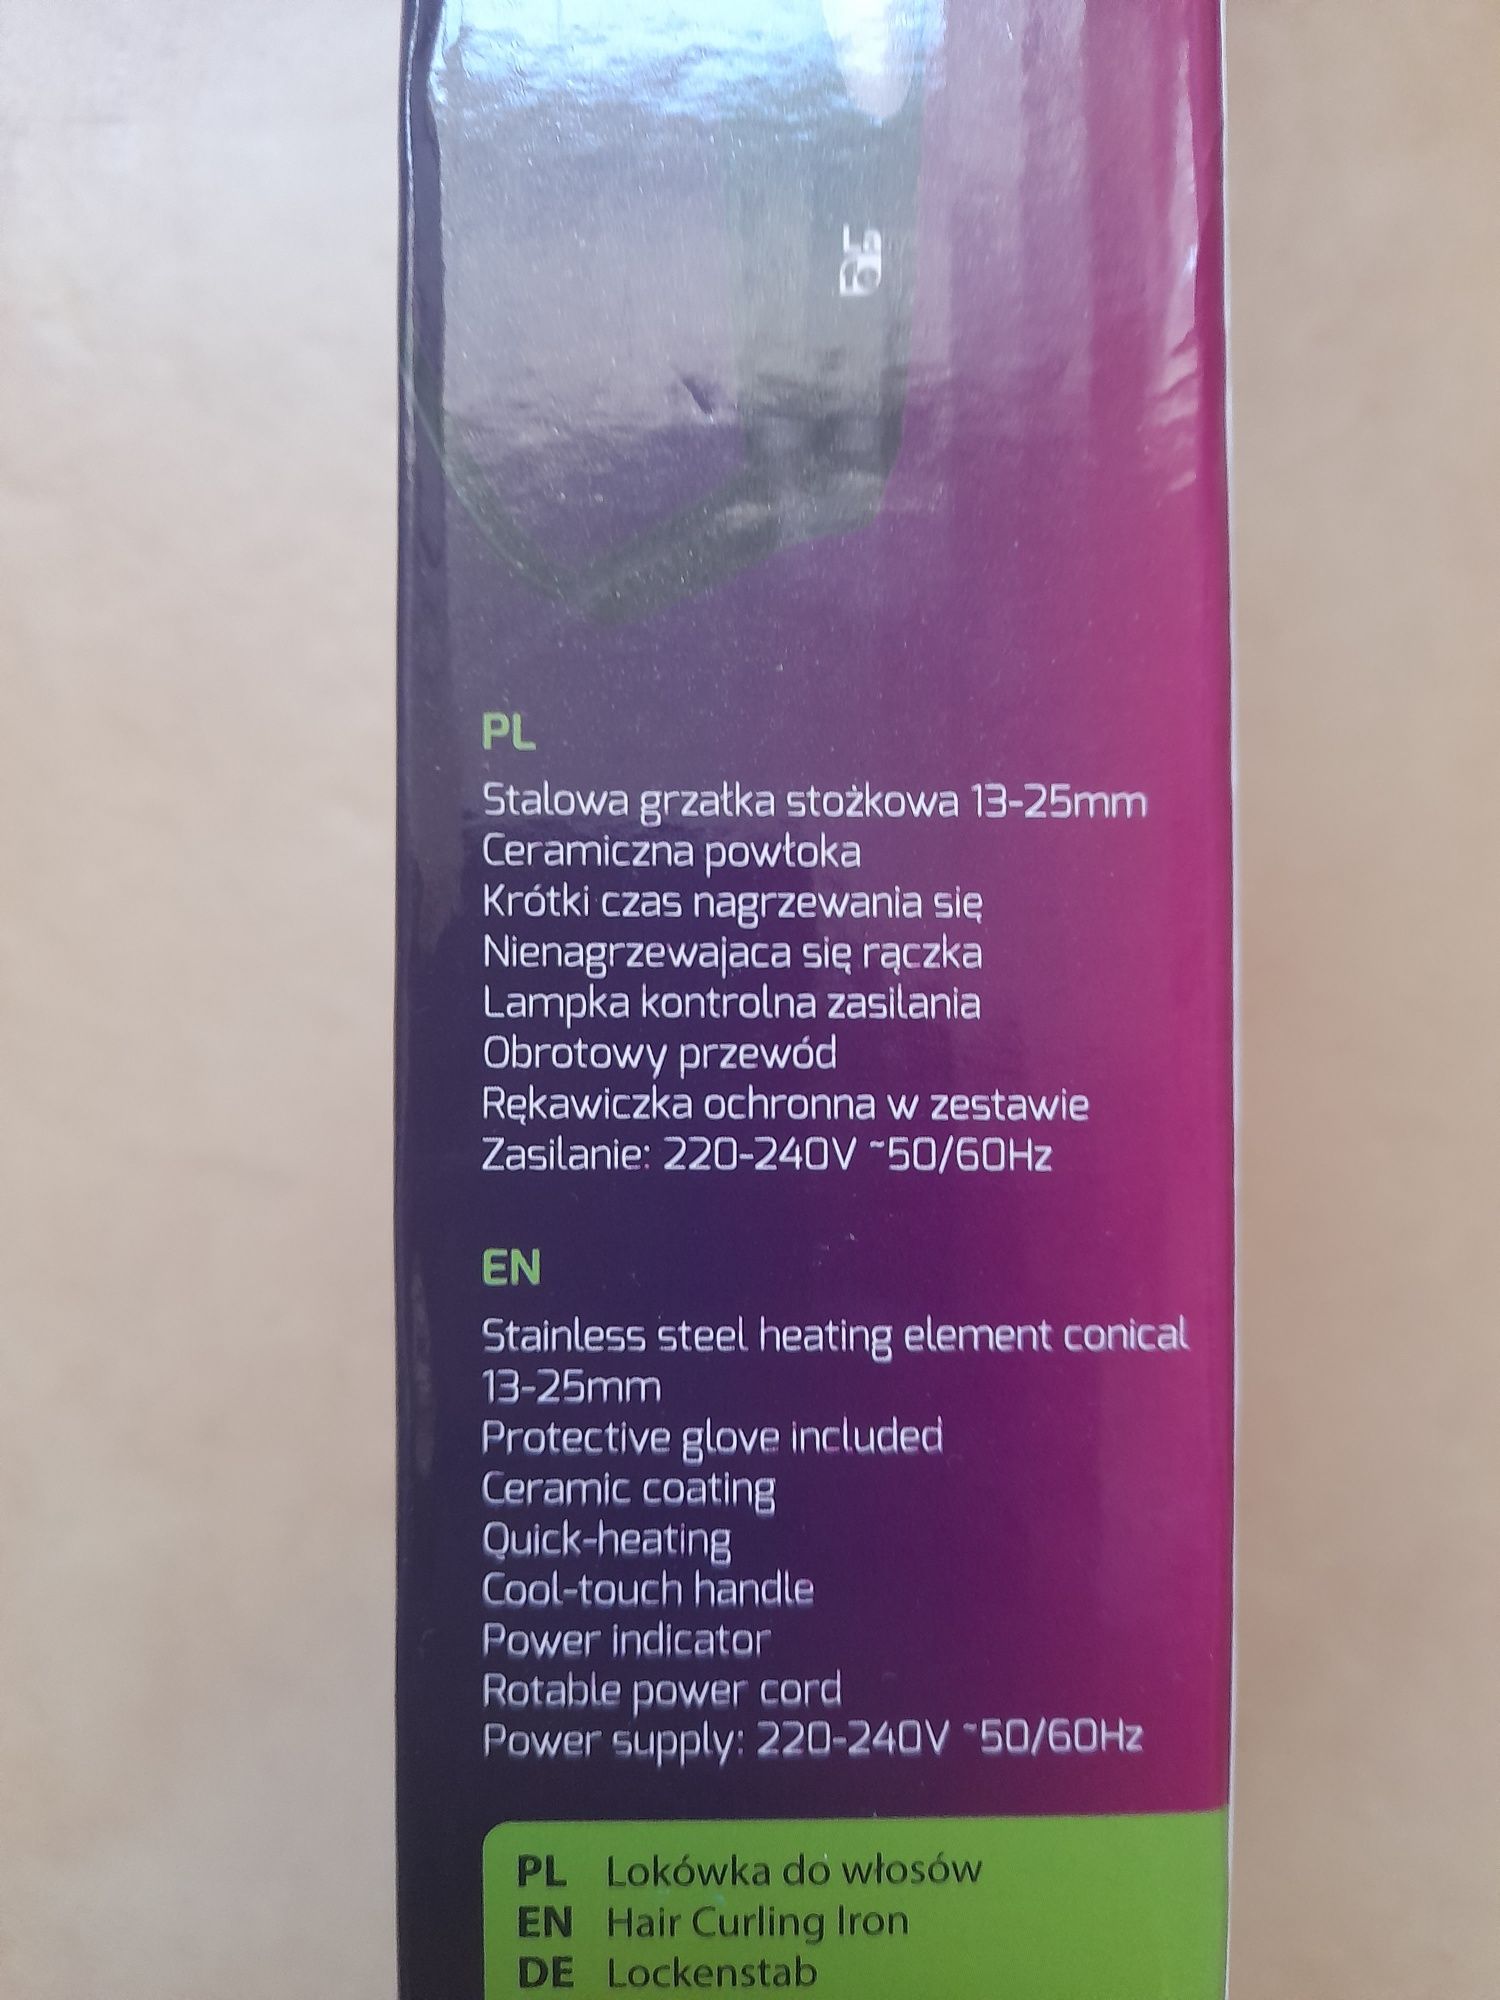 PL
Stalowa grzałka stożkowa 13-25mm
Ceramiczna powłoka
Krótki czas nagrzewania się
Nienagrzewajaca się rączka
Lampka kontrolna zasilania
Obrotowy przewód
Rękawiczka ochronna w zestawie
Zasilanie: 220-240V ~50/60Hz
EN
Stainless steel heating element conical
13-25mm
Protective glove included
Ceramic coating
Quick-heating
Cool-touch handle
Power indicator
Rotable power cord
Power supply: 220-240V ~50/60Hz
PL Lokówka do włosów
EN Hair Curling Iron
DE Lockenstab